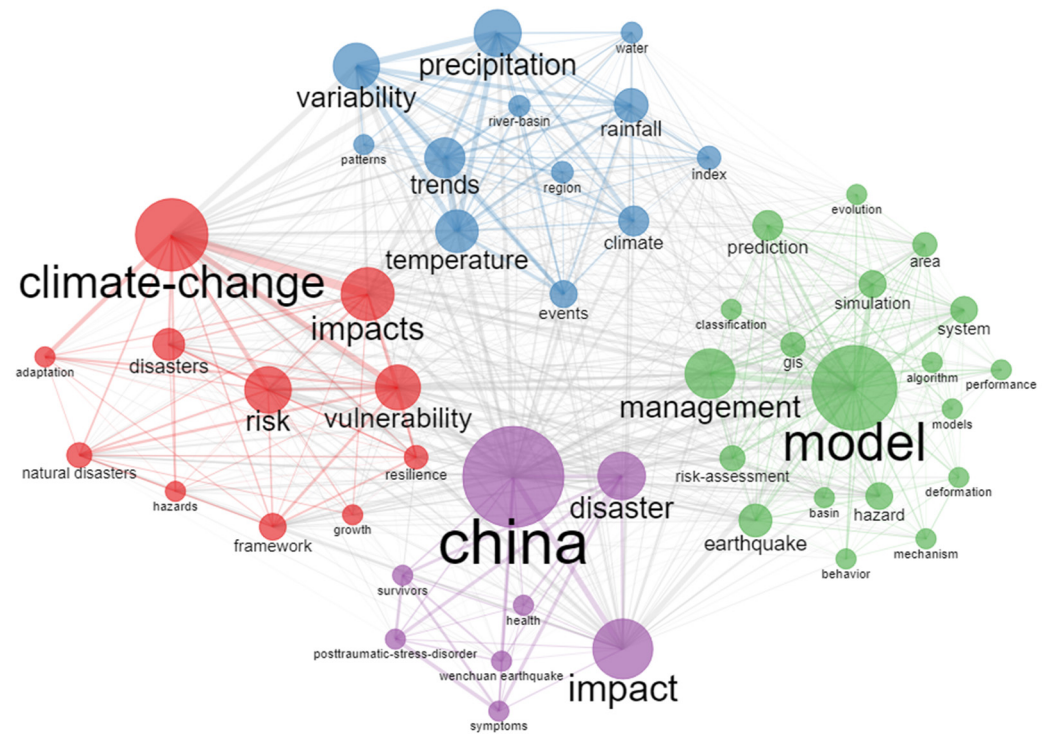 water
precipitation
variability
river-basin
rainfall
patterns
index
trends
region
evolution
climate
prediction
temperature
area
climate-change
simulation
events
impacts
classification
system
gis
disasters
adaptation
algorithm
performance
management
risk
vulnerability
models
model
natural disasters
resilience
risk-assessment
deformation
hazards
disaster
basin
hazard
growth
framework
china
earthquake
mechanism
behavior
survivors
health
posttraumatic-stress-disorder
wenchuan earthquake
impact
symptoms